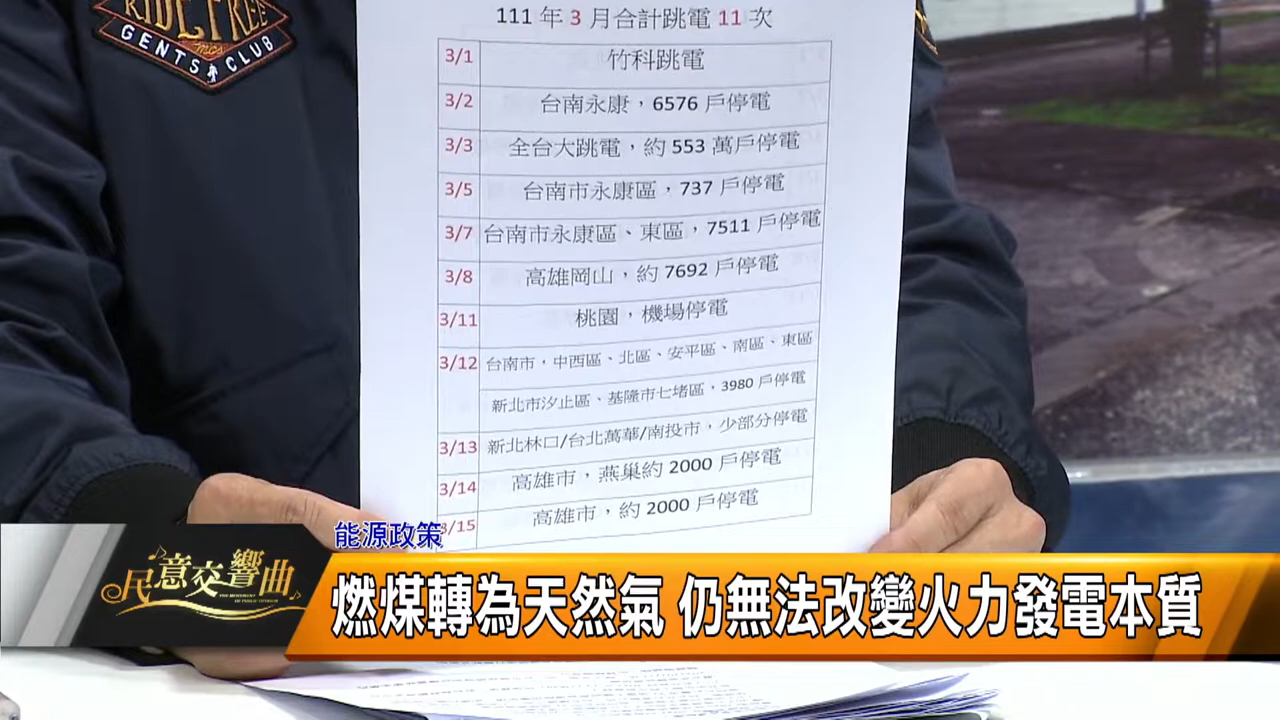 RIDE FREE
mcs
GENTS CLUB
111 年 3 月合計跳電 11 次
3/1 竹科跳電
3/2 台南永康，6576 戶停電
3/3 全台大跳電，約 553 萬戶停電
3/5 台南市永康區，737 戶停電
3/7 台南市永康區、東區，7511 戶停電
3/8 高雄岡山，約 7692 戶停電
3/11 桃園，機場停電
3/12 台南市，中西區、北區、安平區、南區、東區
新北市汐止區、基隆市七堵區，3980 戶停電
3/13 新北林口/台北萬華/南投市，少部分停電
3/14 高雄市，燕巢約 2000 戶停電
3/15 高雄市，約 2000 戶停電
能源政策
民意交響曲
THE MOVEMENT
OF PUBLIC OPINION
燃煤轉為天然氣 仍無法改變火力發電本質